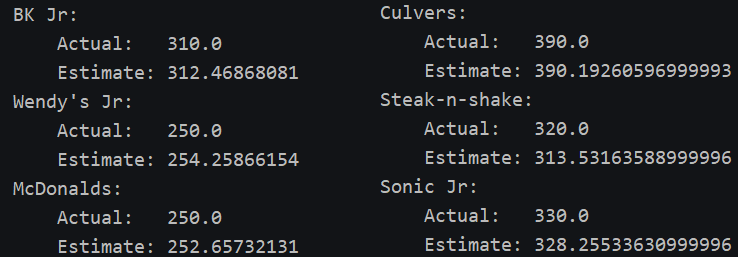 BK Jr:
Actual: 310.0
Estimate: 312.46868081
Wendy's Jr:
Actual: 250.0
Estimate: 254.25866154
McDonalds:
Actual: 250.0
Estimate: 252.65732131
Culvers:
Actual: 390.0
Estimate: 390.19260596999993
Steak-n-shake:
Actual: 320.0
Estimate: 313.53163588999996
Sonic Jr:
Actual: 330.0
Estimate: 328.25533630999996